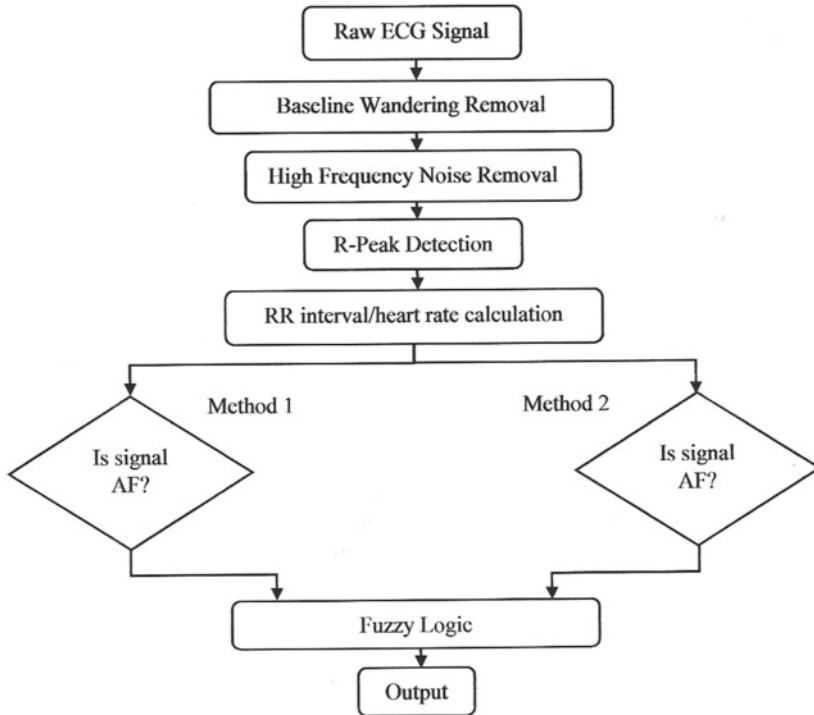 Raw ECG Signal
Baseline Wandering Removal
High Frequency Noise Removal
R-Peak Detection
RR interval/heart rate calculation
Method 1
Method 2
Is signal
AF?
Is signal
AF?
Fuzzy Logic
Output